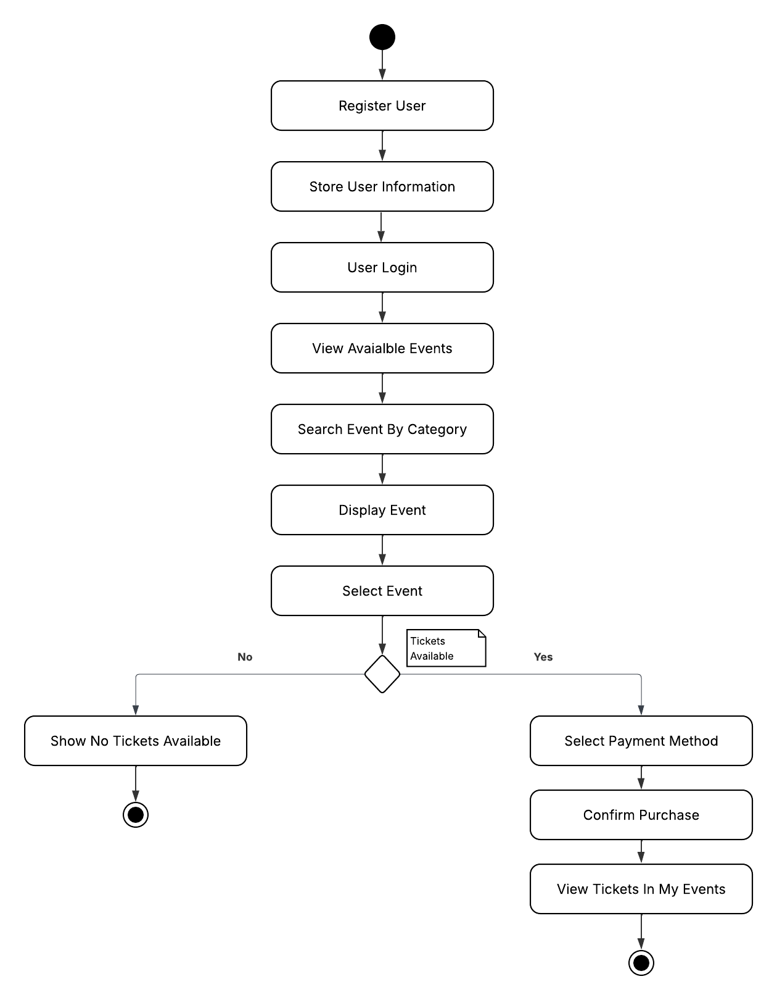 Register User
Store User Information
User Login
View Avaialble Events
Search Event By Category
Display Event
Select Event
Tickets
Available
No
Yes
Show No Tickets Available
Select Payment Method
Confirm Purchase
View Tickets In My Events